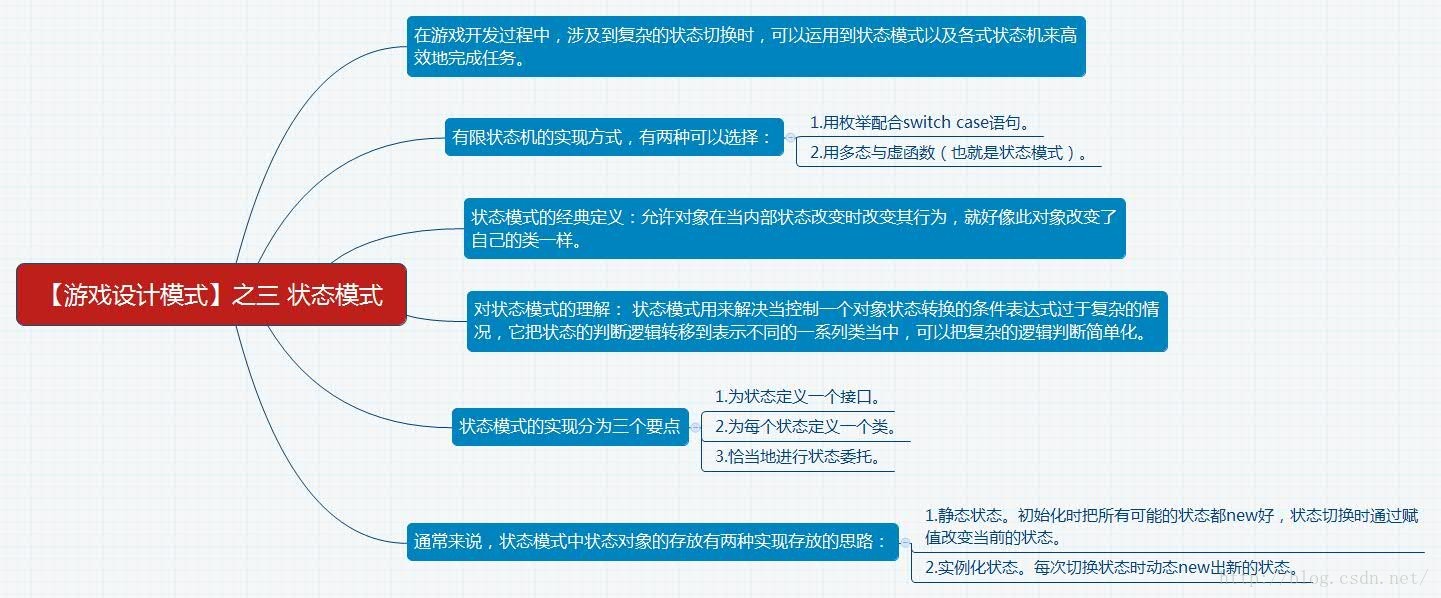 在游戏开发过程中，涉及到复杂的状态切换时，可以运用到状态模式以及各式状态机来高
效地完成任务。
有限状态机的实现方式，有两种可以选择：
1.用枚举配合switch case语句。
2.用多态与虚函数（也就是状态模式）。
状态模式的经典定义：允许对象在当内部状态改变时改变其行为，就好像此对象改变了
自己的类一样。
【游戏设计模式】之三 状态模式
对状态模式的理解： 状态模式用来解决当控制一个对象状态转换的条件表达式过于复杂的情
况，它把状态的判断逻辑转移到表示不同的一系列类当中，可以把复杂的逻辑判断简单化。
状态模式的实现分为三个要点
1.为状态定义一个接口。
2.为每个状态定义一个类。
3.恰当地进行状态委托。
通常来说，状态模式中状态对象的存放有两种实现存放的思路：
1.静态状态。初始化时把所有可能的状态都new好，状态切换时通过赋
值改变当前的状态。
2.实例化状态。每次切换状态时动态new出新的状态。
http://blog.csdn.net/